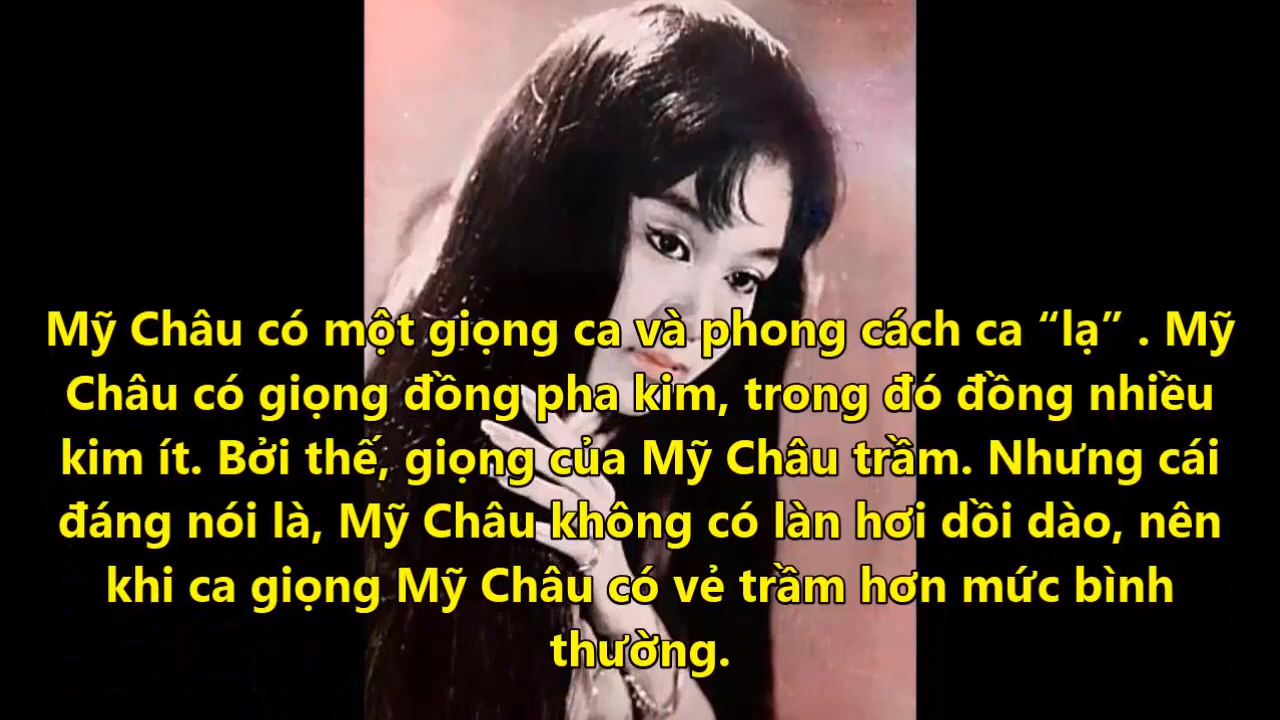 Mỹ Châu có một giọng ca và phong cách ca “lạ” . Mỹ
Châu có giọng đồng pha kim, trong đó đồng nhiều
kim ít. Bởi thế, giọng của Mỹ Châu trầm. Nhưng cái
đáng nói là, Mỹ Châu không có làn hơi dồi dào, nên
khi ca giọng Mỹ Châu có vẻ trầm hơn mức bình
thường.